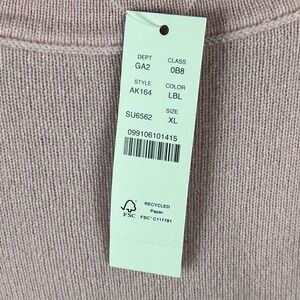 DEPT CLASS
GA2 0B8
STYLE COLOR
AK164 LBL
SIZE
SU6562 XL
099106101415
RECYCLED
Paper
FSC FSC® C117781